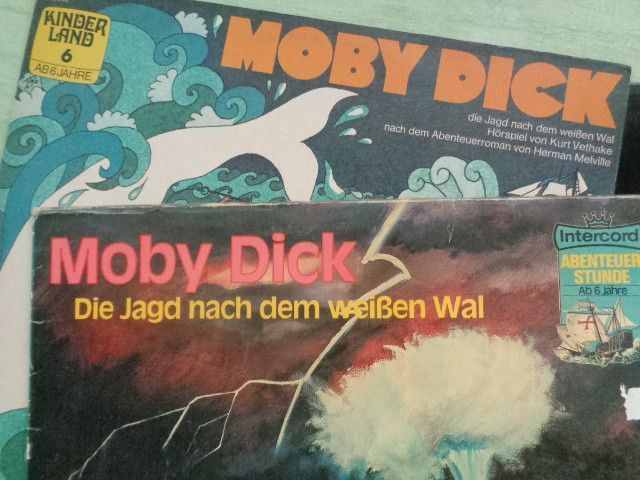 KINDER
LAND
6
AB 6 JAHRE
MOBY DICK
die Jagd nach dem weißen Wal
Hörspiel von Kurt Vethake
nach dem Abenteuerroman von Herman Melville
Moby Dick
Die Jagd nach dem weißen Wal
Intercord
ABENTEUER
STUNDE
Ab 6 Jahre